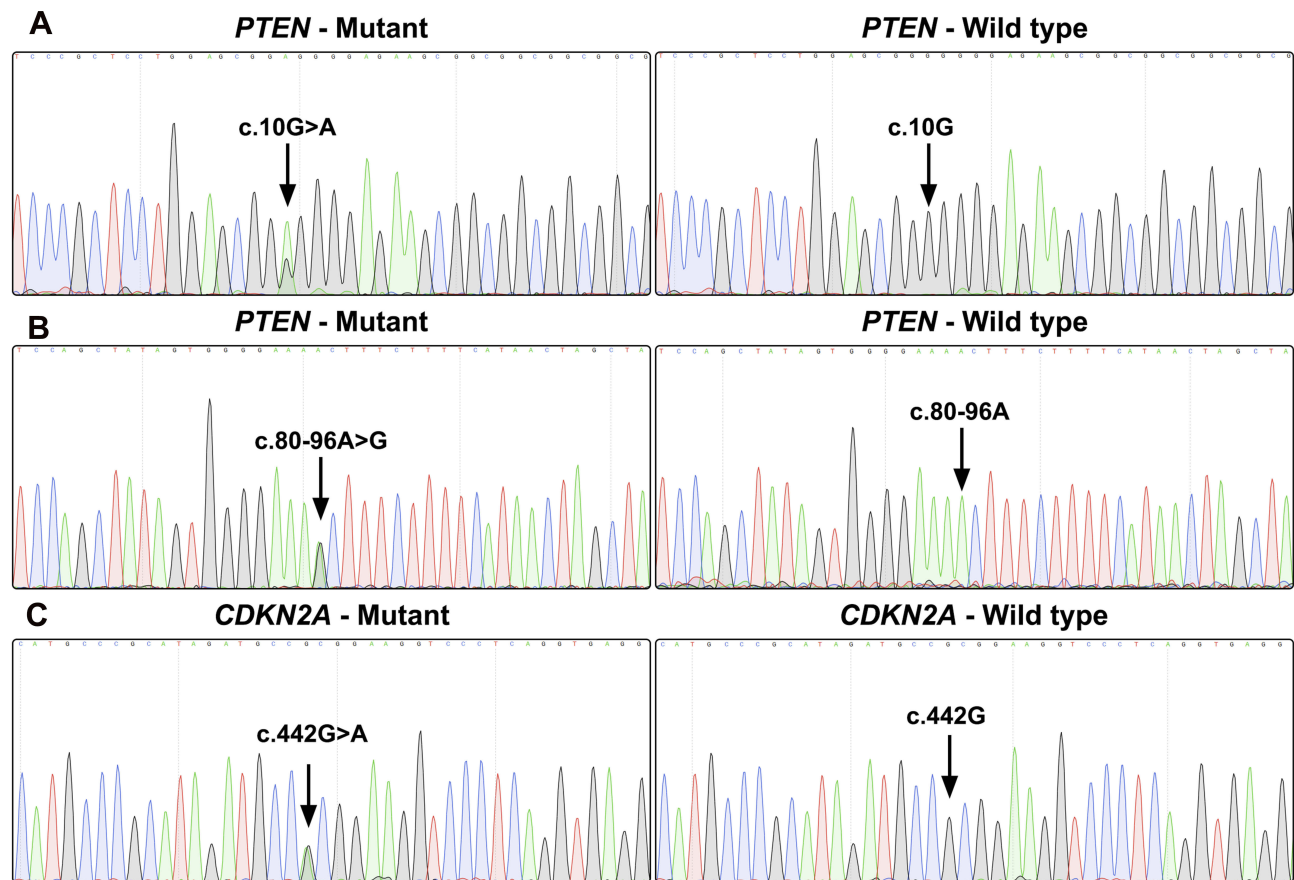 A
PTEN - Mutant
PTEN - Wild type
T C C C G C T C C T G G A G C G G A G G G G A G A A G C G G C G G C G G C G G C G
T C C C G C T C C T G G A G C G G G G G G G A G A A G C G G C G G C G G C G G C G
c.10G>A
c.10G
B
PTEN - Mutant
PTEN - Wild type
T C C A G C T A T A G T G G G G A A A A C T T T C T T T T C A T A A C T A G C T A
T C C A G C T A T A G T G G G G A A A A C T T T C T T T T C A T A A C T A G C T A
c.80-96A>G
c.80-96A
C
CDKN2A - Mutant
CDKN2A - Wild type
C A T G C C C G C A T A G A T G C C G C G G A A G G T C C C T C A G G T G A G G
C A T G C C C G C A T A G A T G C C G C G G A A G G T C C C T C A G G T G A G G
c.442G>A
c.442G